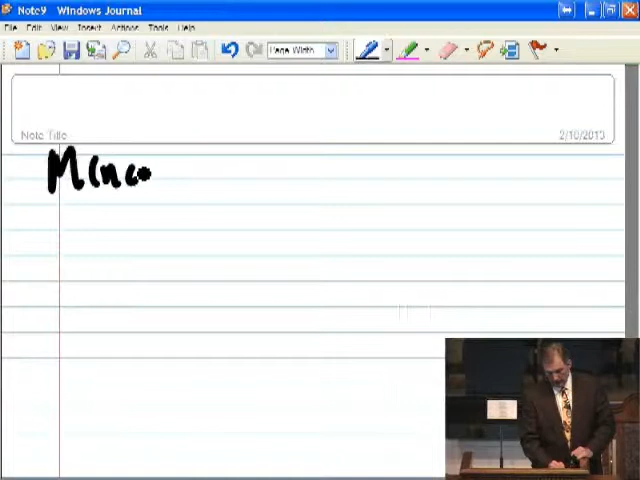 Note9 - Windows Journal
File Edit View Insert Actions Tools Help
Page Width
Note Title
2/10/2013